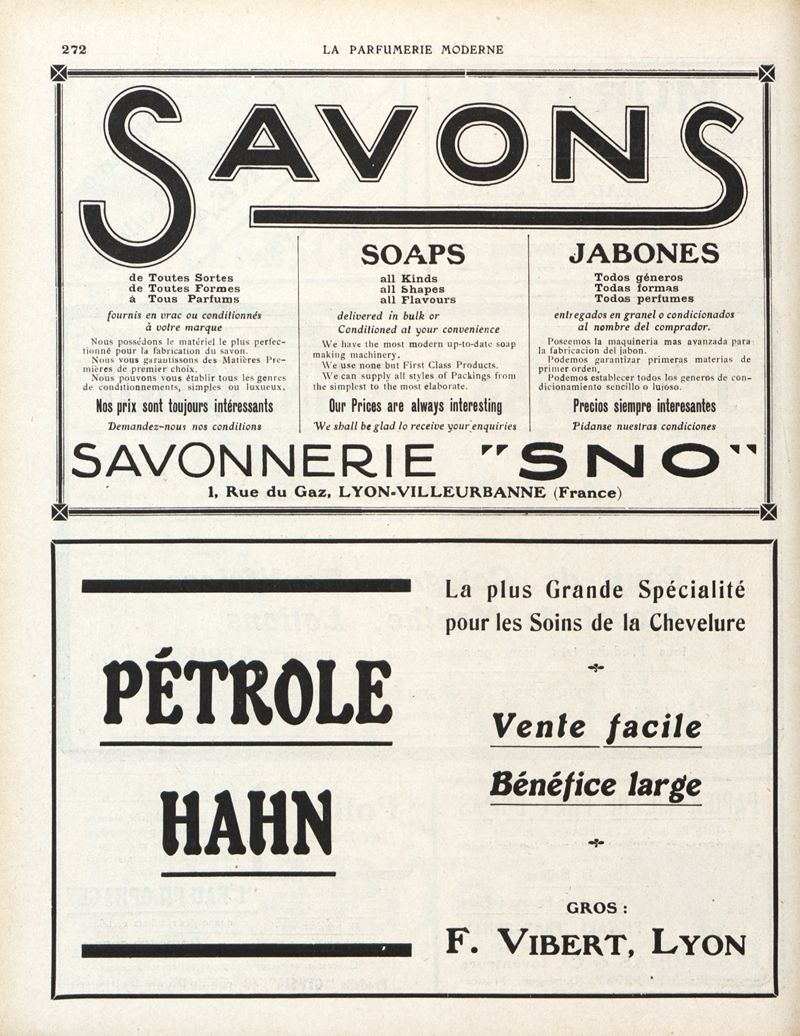 272
LA PARFUMERIE MODERNE
SAVONS
de Toutes Sortes
de Toutes Formes
à Tous Parfums
fournis en vrac ou conditionnés
à votre marque
Nous possédons le matériel le plus perfec-
tionné pour la fabrication du savon.
Nous vous garantissons des Matières Pre-
mières de premier choix.
Nous pouvons vous établir tous les genres
de conditionnements, simples ou luxueux.
Nos prix sont toujours intéressants
Demandez-nous nos conditions
SOAPS
all Kinds
all Shapes
all Flavours
delivered in bulk or
Conditioned at your convenience
We have the most modern up-to-date soap
making machinery.
We use none but First Class Products.
We can supply all styles of Packings from
the simplest to the most elaborate.
Our Prices are always interesting
We shall be glad to receive your enquiries
JABONES
Todos géneros
Todas formas
Todos perfumes
entregados en granel o condicionados
al nombre del comprador.
Poseemos la maquinaria mas avanzada para
la fabricacion del jabon.
Podemos garantizar primeras materias de
primer orden.
Podemos establecer todos los generos de con-
dicionamiento sencillo o lujoso.
Precios siempre interesantes
Pidanse nuestras condiciones
SAVONNERIE "SNO"
1, Rue du Gaz, LYON-VILLEURBANNE (France)
PÉTROLE
HAHN
La plus Grande Spécialité
pour les Soins de la Chevelure
Vente facile
Bénéfice large
GROS :
F. VIBERT, LYON